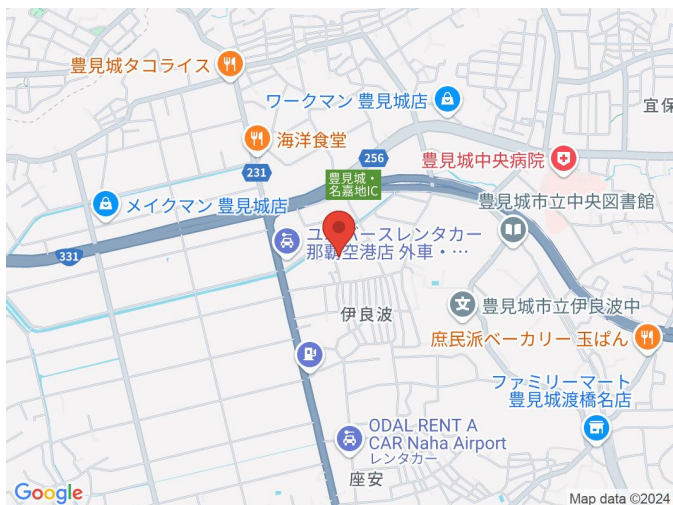 豊見城タコライス
ワークマン 豊見城店
宜保
海洋食堂
256
豊見城中央病院
231
豊見城・
名嘉地IC
豊見城市立中央図書館
メイクマン 豊見城店
331
ユ
バースレンタカー
那覇空港店 外車・…
伊良波
豊見城市立伊良波中
庶民派ベーカリー 玉ぱん
ファミリーマート
豊見城渡橋名店
ODAL RENT A
CAR Naha Airport
レンタカー
座安
Google
Map data ©2024